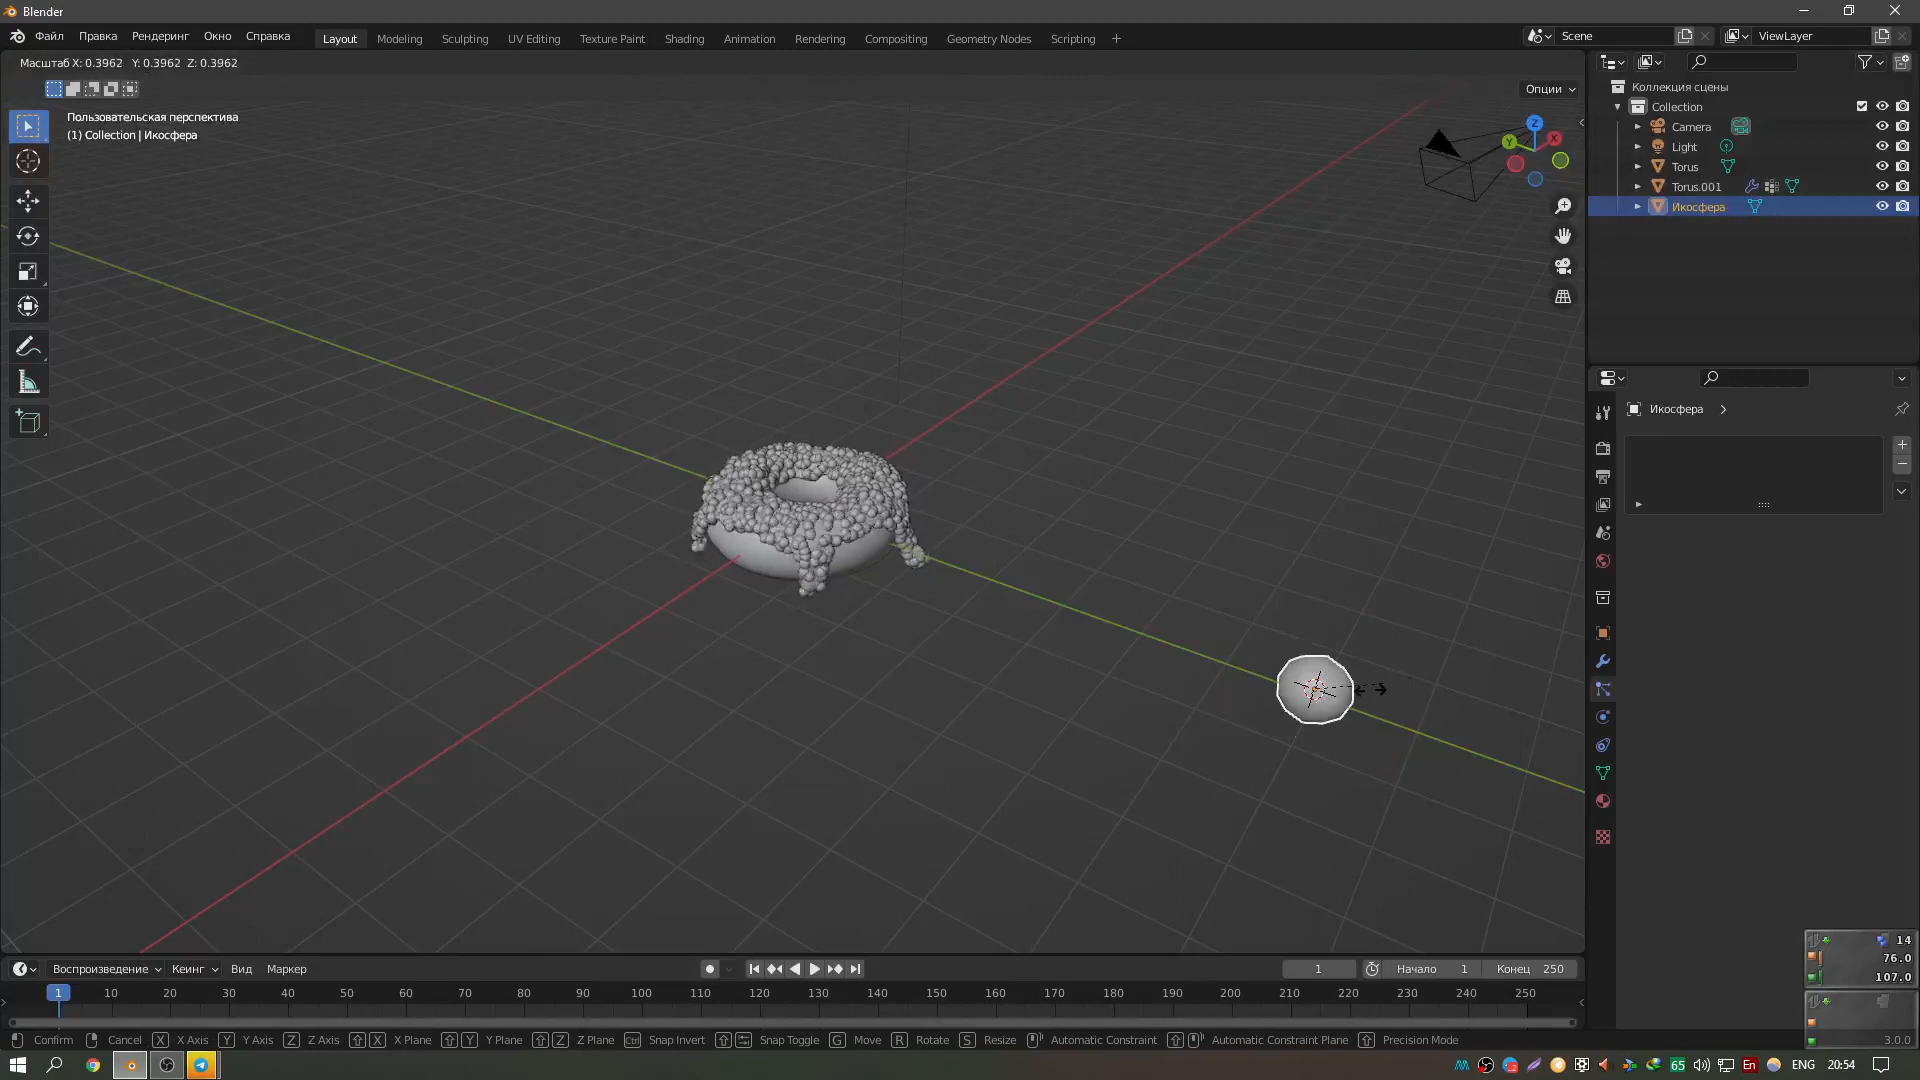 Blender
Файл Правка Рендеринг Окно Справка Layout Modeling Sculpting UV Editing Texture Paint Shading Animation Rendering Compositing Geometry Nodes Scripting Scene ViewLayer
Масштаб X: 0.3962 Y: 0.3962 Z: 0.3962
Опции
Пользовательская перспектива
(1) Collection | Икосфера
Z
Y
X
Коллекция сцены
Collection
Camera
Light
Torus
Torus.001
Икосфера
Икосфера
Воспроизведение Кеинг Вид Маркер 1 Начало 1 Конец 250
1 10 20 30 40 50 60 70 80 90 100 110 120 130 140 150 160 170 180 190 200 210 220 230 240 250
14
76.0
107.0
Confirm Cancel X X Axis Y Y Axis Z Z Axis X X Plane Y Y Plane Z Z Plane Ctrl Snap Invert Snap Toggle G Move R Rotate S Resize Automatic Constraint Automatic Constraint Plane Precision Mode
3.0.0
65 En ENG 20:54